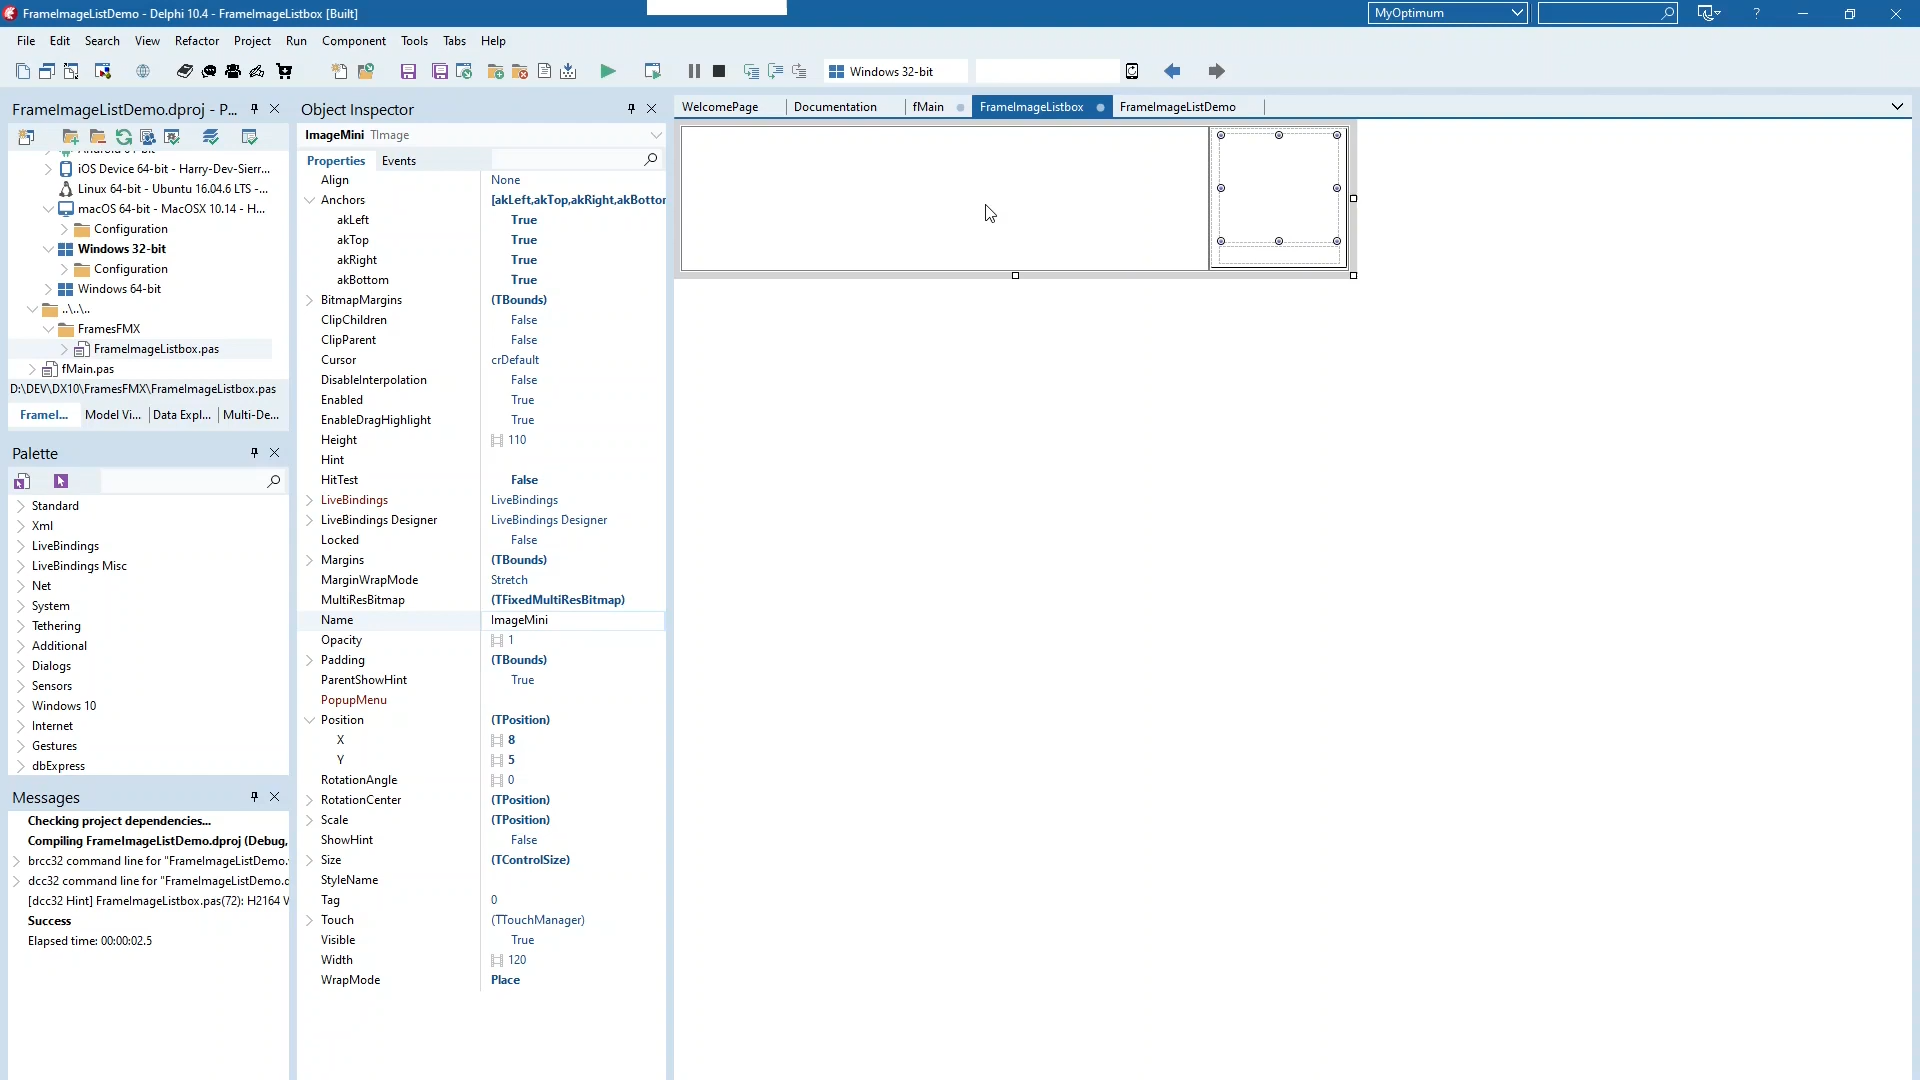 FrameImageListDemo - Delphi 10.4 - FrameImageListbox [Built]
MyOptimum
?
File Edit Search View Refactor Project Run Component Tools Tabs Help
Windows 32-bit
FrameImageListDemo.dproj - P...
iOS Device 64-bit - Harry-Dev-Sierr...
Linux 64-bit - Ubuntu 16.04.6 LTS -...
macOS 64-bit - MacOSX 10.14 - H...
Configuration
Windows 32-bit
Configuration
Windows 64-bit
..\..\..
FramesFMX
FrameImageListbox.pas
fMain.pas
D:\DEV\DX10\FramesFMX\FrameImageListbox.pas
FrameI... Model Vi... Data Expl... Multi-De...
Palette
Standard
Xml
LiveBindings
LiveBindings Misc
Net
System
Tethering
Additional
Dialogs
Sensors
Windows 10
Internet
Gestures
dbExpress
Messages
Checking project dependencies...
Compiling FrameImageListDemo.dproj (Debug,
brcc32 command line for "FrameImageListDemo.
dcc32 command line for "FrameImageListDemo.d
[dcc32 Hint] FrameImageListbox.pas(72): H2164 V
Success
Elapsed time: 00:00:02.5
Object Inspector
ImageMini TImage
Properties Events
Align None
Anchors [akLeft,akTop,akRight,akBottom
akLeft True
akTop True
akRight True
akBottom True
BitmapMargins (TBounds)
ClipChildren False
ClipParent False
Cursor crDefault
DisableInterpolation False
Enabled True
EnableDragHighlight True
Height 110
Hint
HitTest False
LiveBindings LiveBindings
LiveBindings Designer LiveBindings Designer
Locked False
Margins (TBounds)
MarginWrapMode Stretch
MultiResBitmap (TFixedMultiResBitmap)
Name ImageMini
Opacity 1
Padding (TBounds)
ParentShowHint True
PopupMenu
Position (TPosition)
X 8
Y 5
RotationAngle 0
RotationCenter (TPosition)
Scale (TPosition)
ShowHint False
Size (TControlSize)
StyleName
Tag 0
Touch (TTouchManager)
Visible True
Width 120
WrapMode Place
WelcomePage Documentation fMain FrameImageListbox FrameImageListDemo